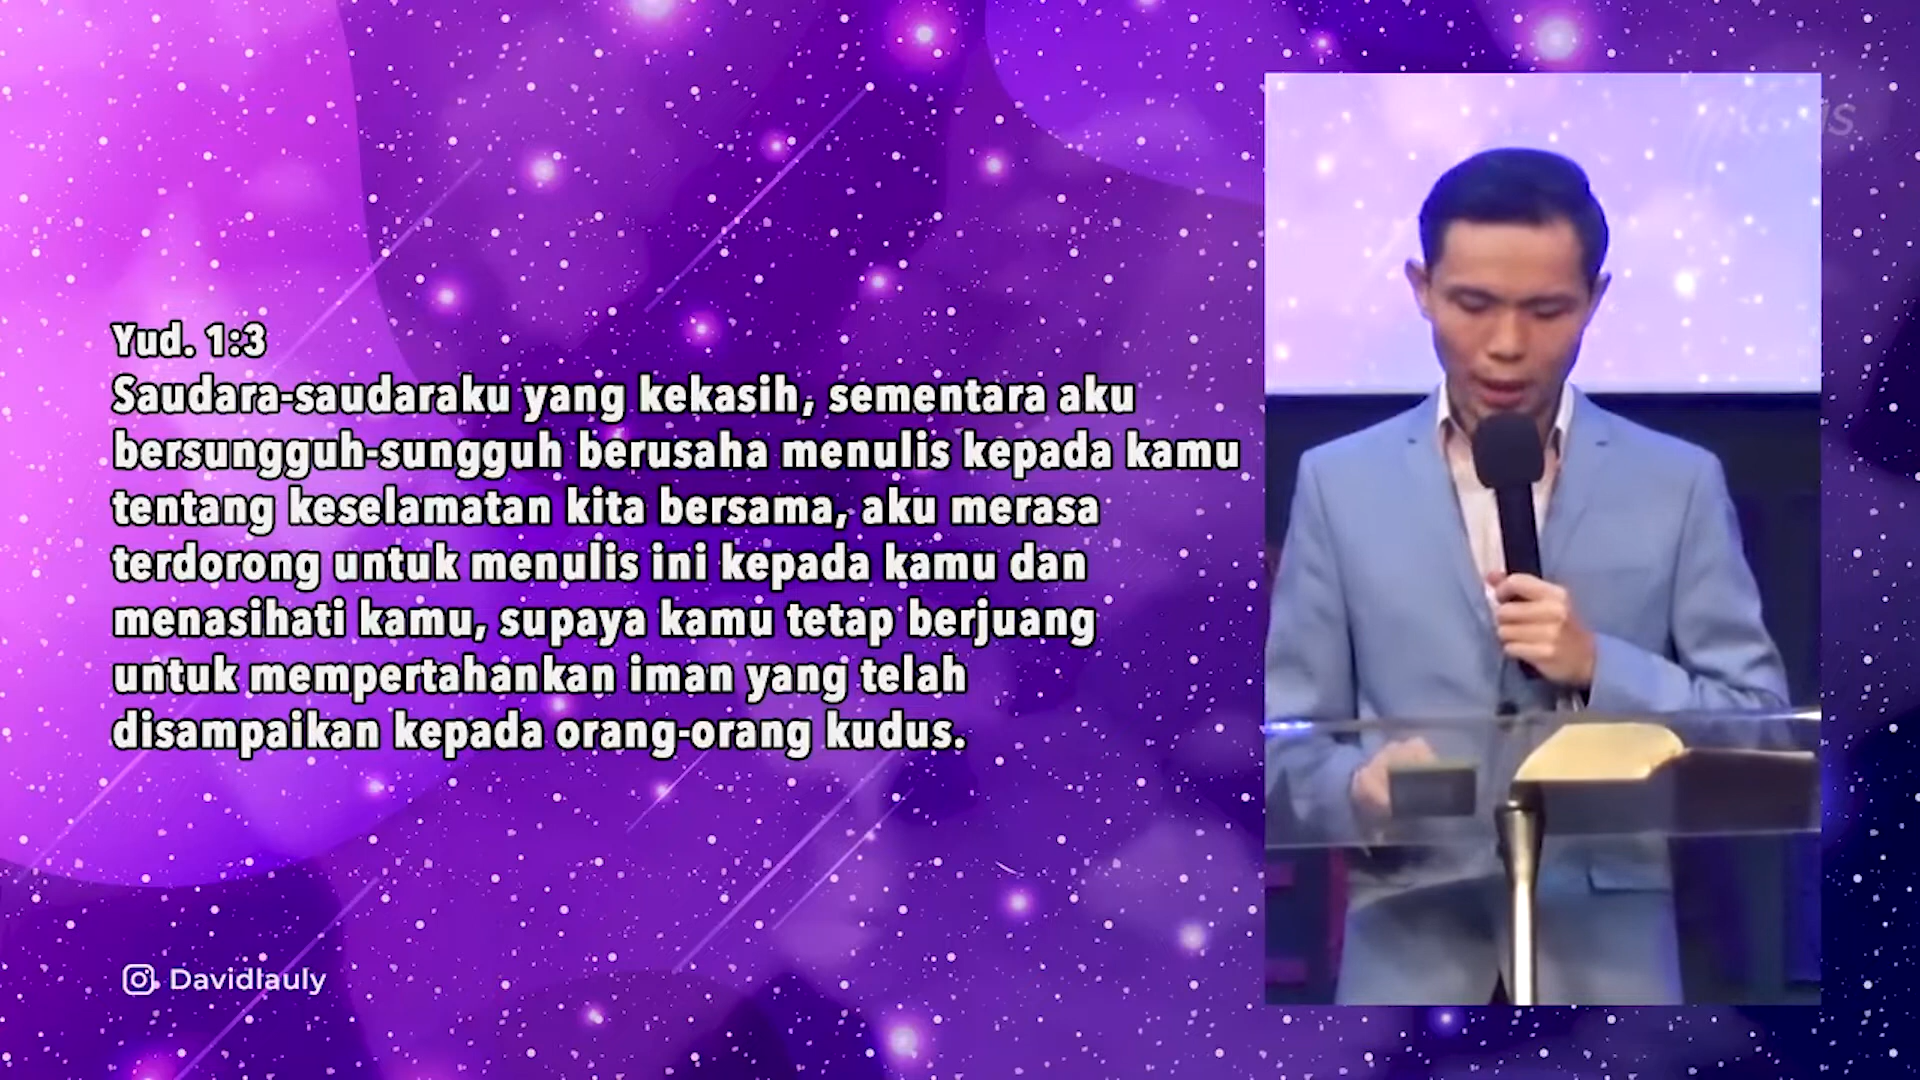 Yud. 1:3
Saudara-saudaraku yang kekasih, sementara aku
bersungguh-sungguh berusaha menulis kepada kamu
tentang keselamatan kita bersama, aku merasa
terdorong untuk menulis ini kepada kamu dan
menasihati kamu, supaya kamu tetap berjuang
untuk mempertahankan iman yang telah
disampaikan kepada orang-orang kudus.
Davidlauly